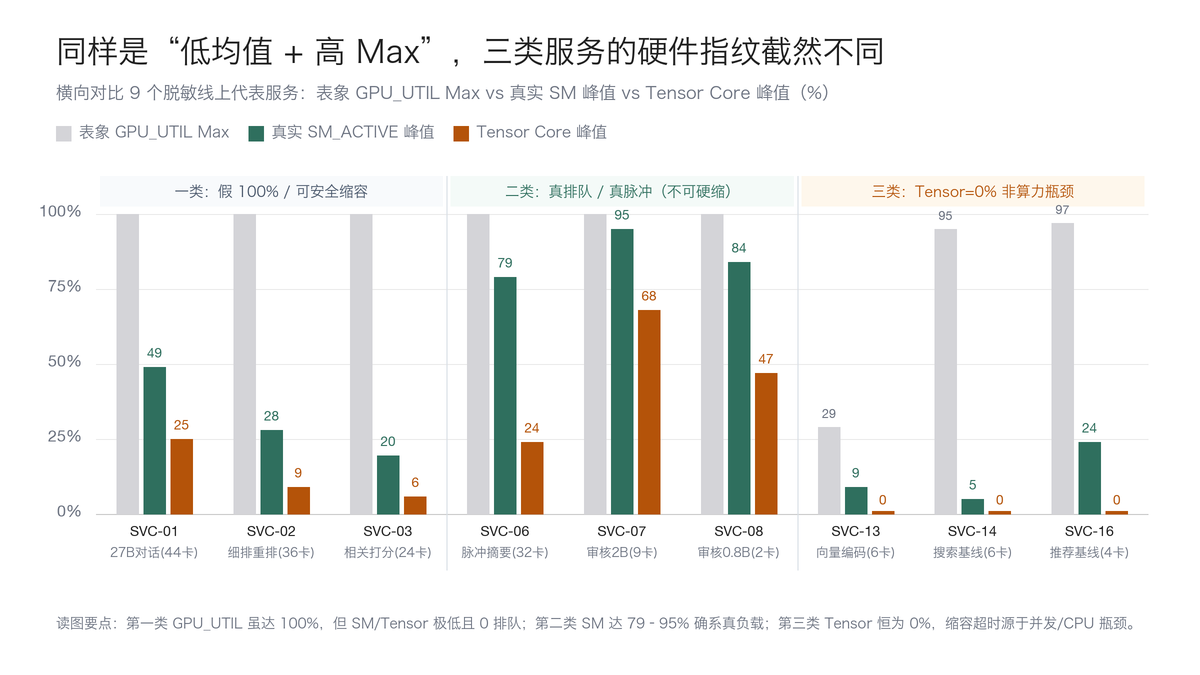 同样是“低均值 + 高 Max”，三类服务的硬件指纹截然不同
横向对比 9 个脱敏线上代表服务：表象 GPU_UTIL Max vs 真实 SM 峰值 vs Tensor Core 峰值（%）
表象 GPU_UTIL Max 真实 SM_ACTIVE 峰值 Tensor Core 峰值
一类：假 100% / 可安全缩容 二类：真排队 / 真脉冲（不可硬缩） 三类：Tensor=0% 非算力瓶颈
100%
75%
50%
25%
0%
49 25
28 9
20 6
79 24
95 68
84 47
29 9 0
95 5 0
97 24 0
SVC-01 SVC-02 SVC-03 SVC-06 SVC-07 SVC-08 SVC-13 SVC-14 SVC-16
27B对话(44卡) 细排重排(36卡) 相关打分(24卡) 脉冲摘要(32卡) 审核2B(9卡) 审核0.8B(2卡) 向量编码(6卡) 搜索基线(6卡) 推荐基线(4卡)
读图要点：第一类 GPU_UTIL 虽达 100%，但 SM/Tensor 极低且 0 排队；第二类 SM 达 79 - 95% 确系真负载；第三类 Tensor 恒为 0%，缩容超时源于并发/CPU 瓶颈。